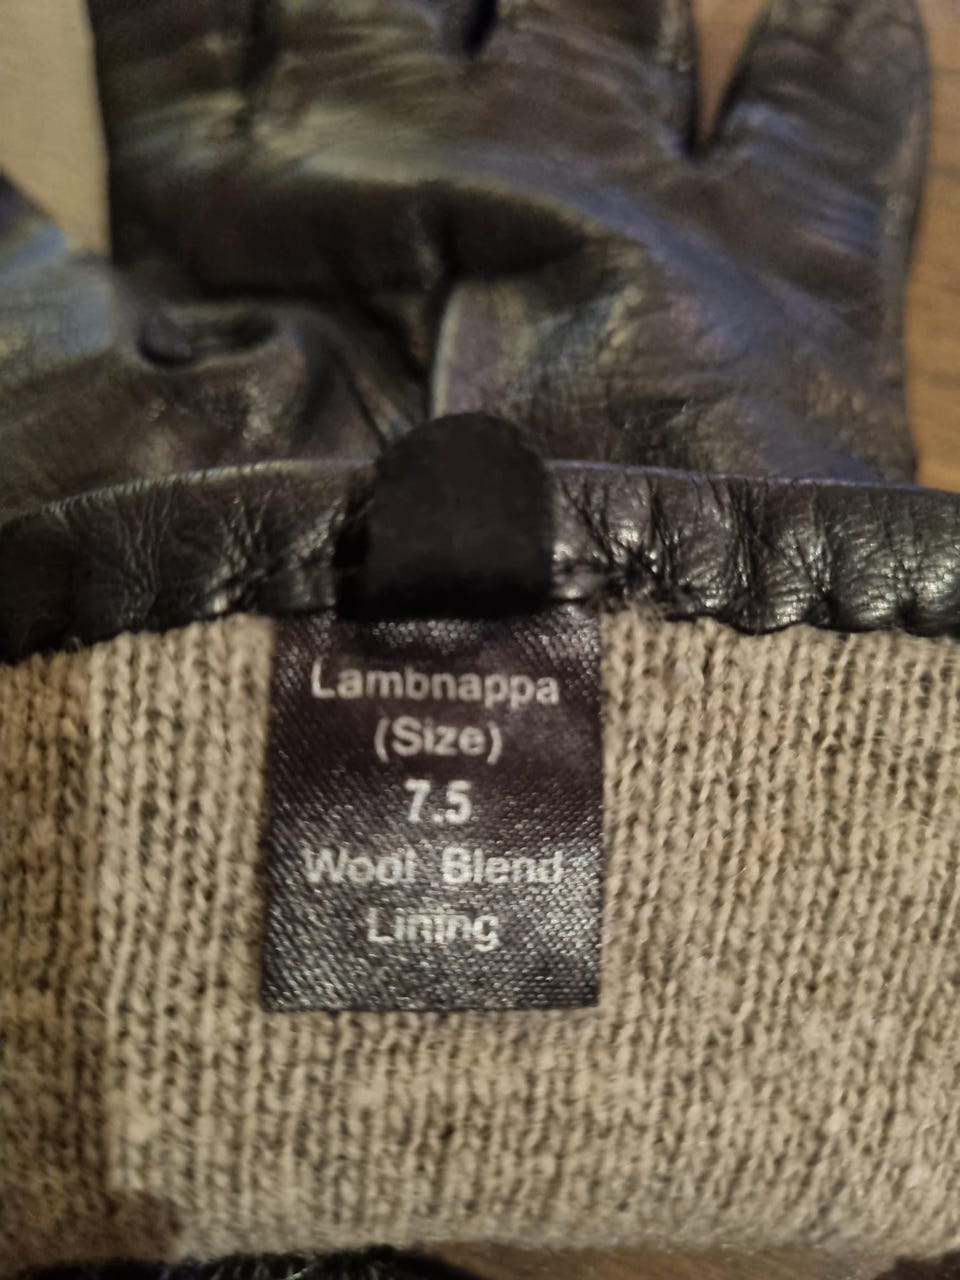 Lambnappa
(Size)
7.5
Wool Blend
Lining